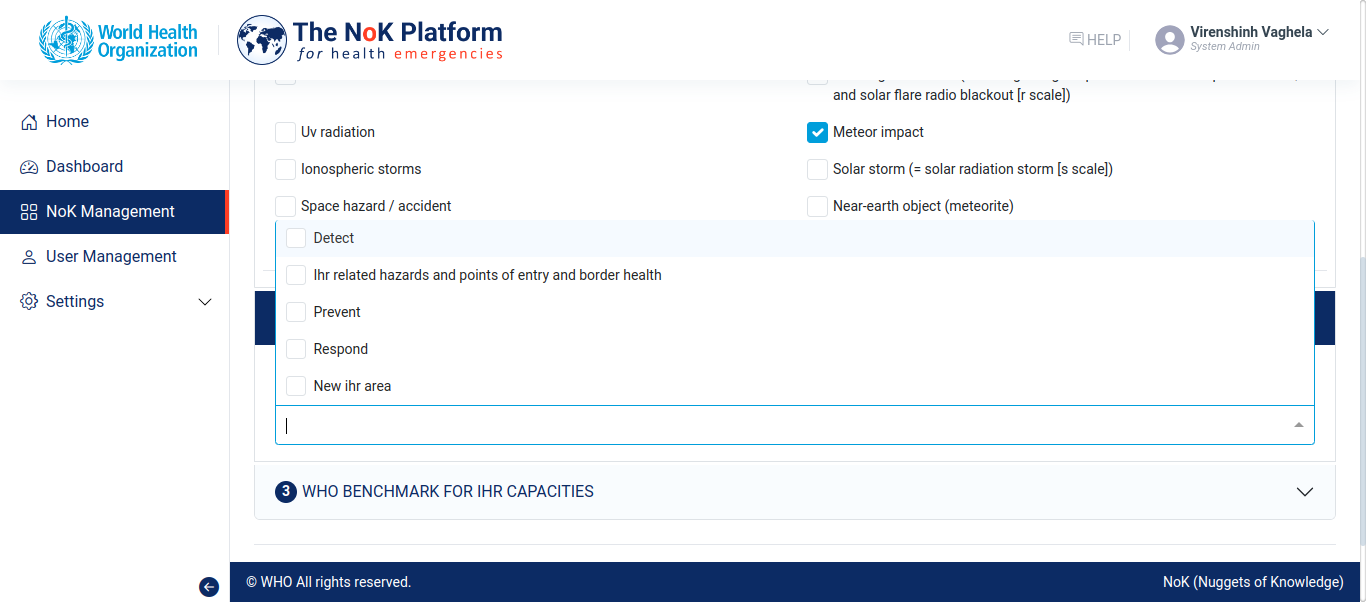 World Health
Organization
The NoK Platform
for health emergencies
HELP
Virenshinh Vaghela
System Admin
Home
Dashboard
NoK Management
User Management
Settings
and solar flare radio blackout [r scale])
Uv radiation
Meteor impact
Ionospheric storms
Solar storm (= solar radiation storm [s scale])
Space hazard / accident
Near-earth object (meteorite)
Detect
Ihr related hazards and points of entry and border health
Prevent
Respond
New ihr area
3 WHO BENCHMARK FOR IHR CAPACITIES
© WHO All rights reserved.
NoK (Nuggets of Knowledge)